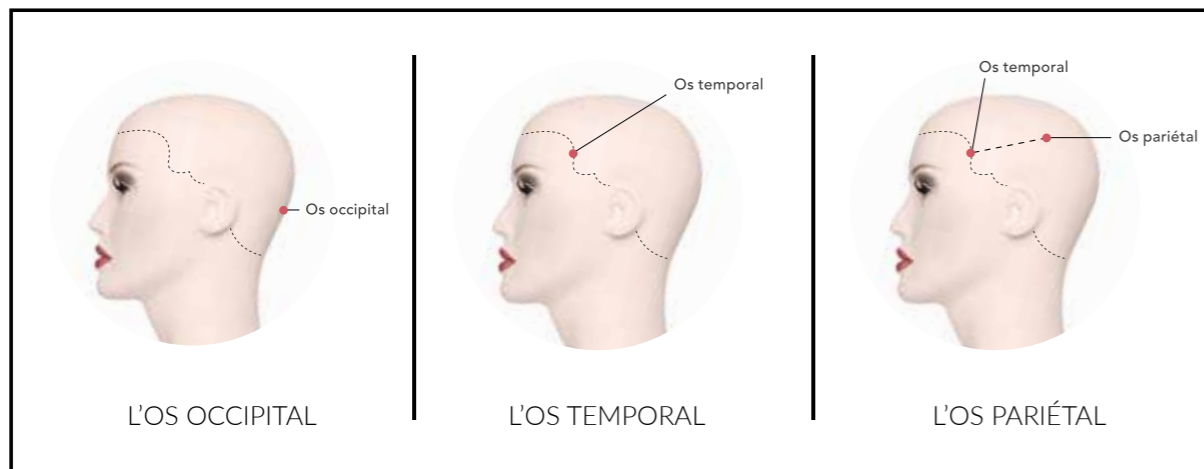 Os occipital
L'OS OCCIPITAL
Os temporal
L'OS TEMPORAL
Os temporal
Os pariétal
L'OS PARIÉTAL